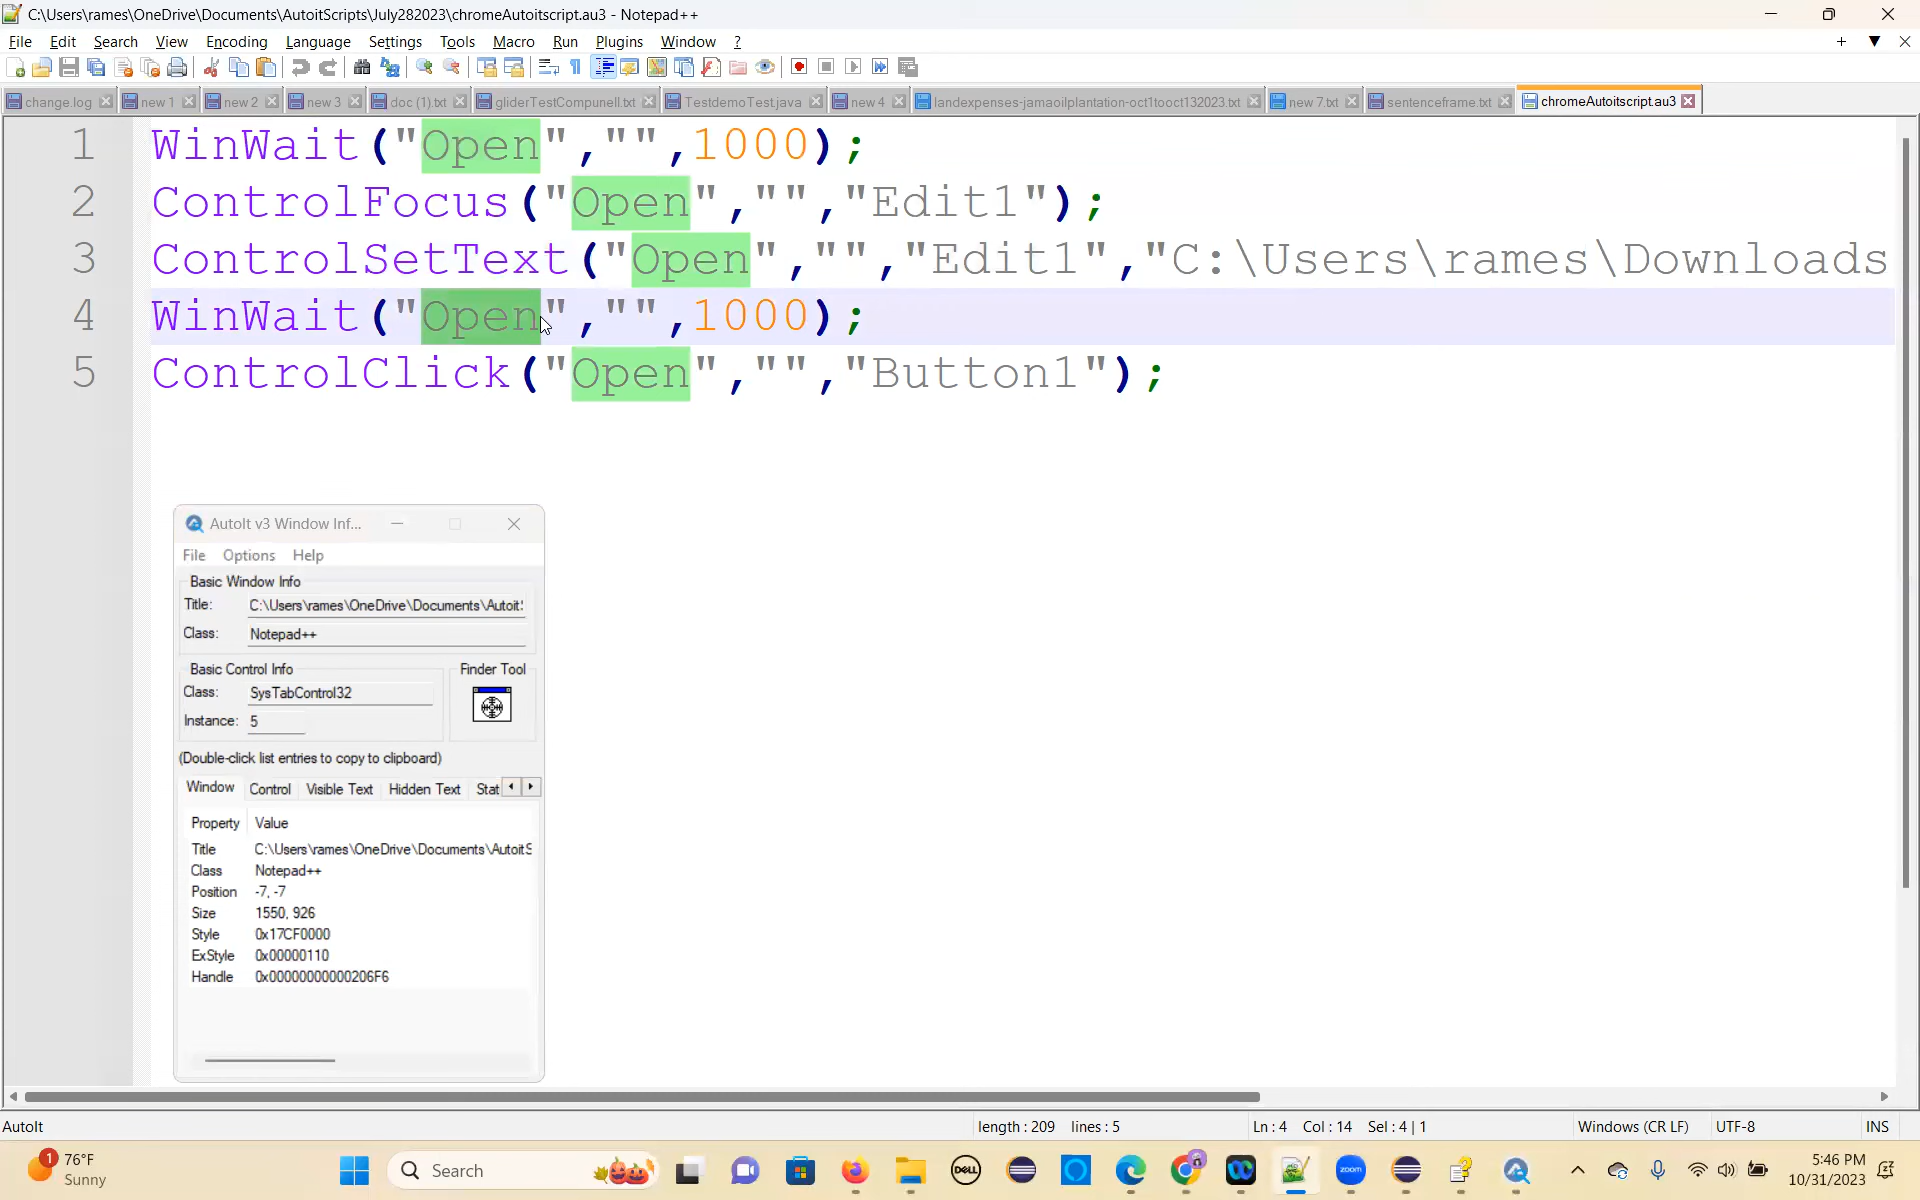 C:\Users\rames\OneDrive\Documents\AutoitScripts\July282023\chromeAutoitscript.au3 - Notepad++
File Edit Search View Encoding Language Settings Tools Macro Run Plugins Window ?
change.log new 1 new 2 new 3 doc (1).txt gliderTestCompunell.txt TestdemoTest.java new 4 landexpenses-jamaoilplantation-oct1tooct132023.txt new 7.txt sentenceframe.txt chromeAutoitscript.au3
1 WinWait("Open","",1000);
2 ControlFocus("Open","","Edit1");
3 ControlSetText("Open","","Edit1","C:\Users\rames\Downloads
4 WinWait("Open","",1000);
5 ControlClick("Open","","Button1");
AutoIt v3 Window Inf...
File Options Help
Basic Window Info
Title: C:\Users\rames\OneDrive\Documents\Autoit
Class: Notepad++
Basic Control Info Finder Tool
Class: SysTabControl32
Instance: 5
(Double-click list entries to copy to clipboard)
Window Control Visible Text Hidden Text Stat
Property Value
Title C:\Users\rames\OneDrive\Documents\AutoitS
Class Notepad++
Position -7, -7
Size 1550, 926
Style 0x17CF0000
ExStyle 0x00000110
Handle 0x00000000000206F6
AutoIt length : 209 lines : 5 Ln : 4 Col : 14 Sel : 4 | 1 Windows (CR LF) UTF-8 INS
1 76°F
Sunny
Search
DELL
zoom
5:46 PM
10/31/2023